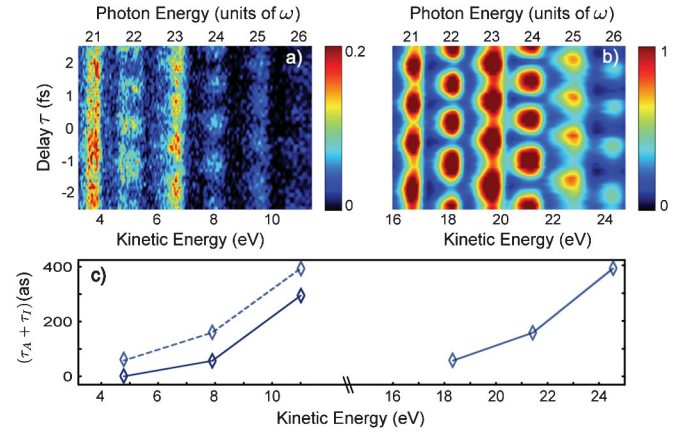 Photon Energy (units of ω) Photon Energy (units of ω)
21 22 23 24 25 26 21 22 23 24 25 26
a) b)
0.2 1
0 0
2
1
0
-1
-2
Delay τ (fs)
4 6 8 10 16 18 20 22 24
Kinetic Energy (eV) Kinetic Energy (eV)
c)
400
200
0
(τA + τI)(as)
4 6 8 10 16 18 20 22 24
Kinetic Energy (eV)